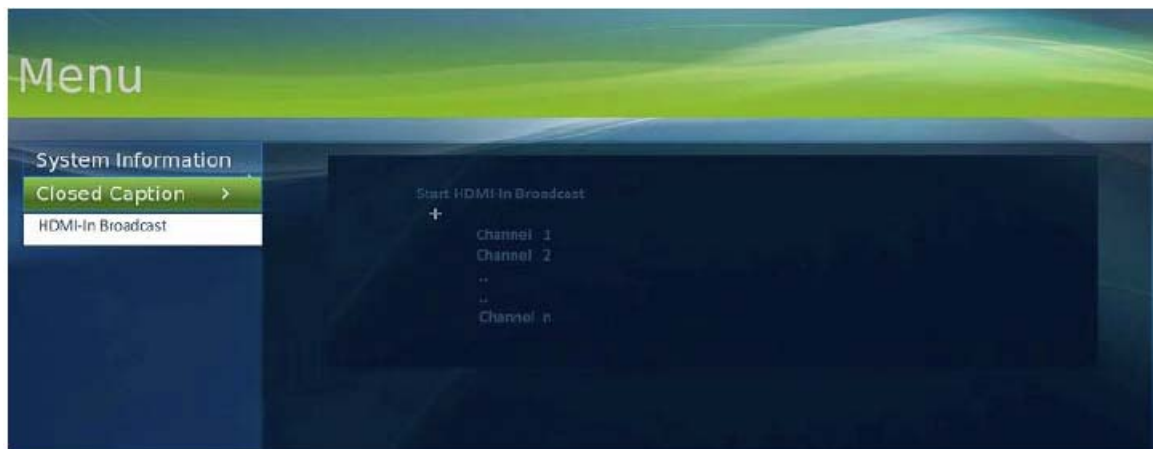 Menu
System Information
Closed Caption >
HDMI-In Broadcast
Start HDMI-In Broadcast
+
Channel 1
Channel 2
..
..
Channel n